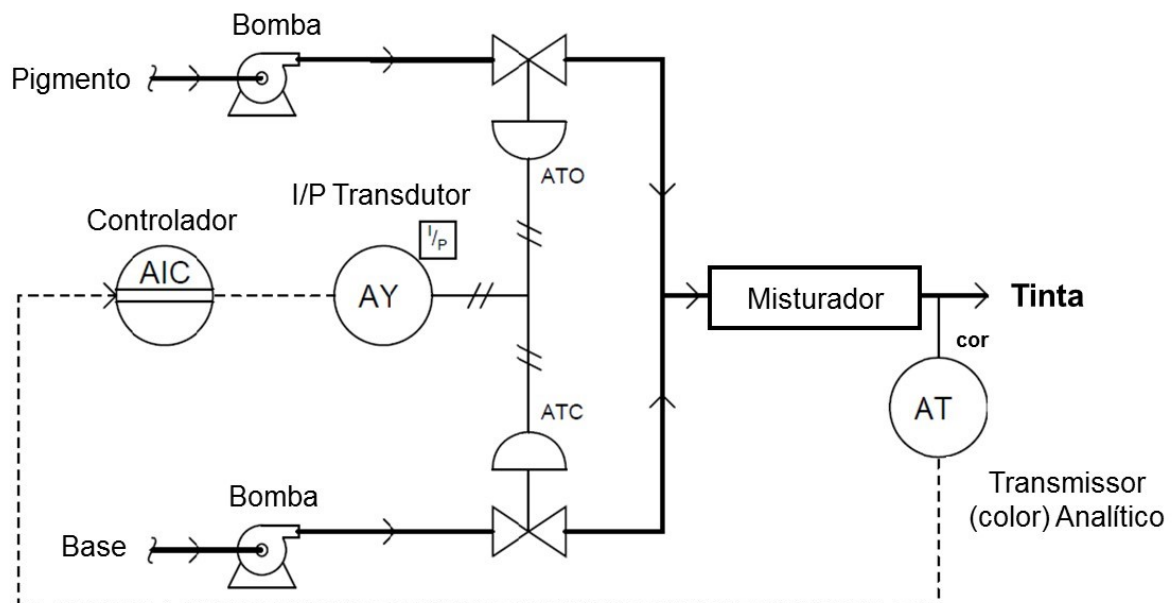 Bomba
Pigmento
ATO
I/P Transdutor
I/P
Controlador
AIC
AY
Misturador
Tinta
cor
AT
ATC
Transmissor
(color) Analítico
Bomba
Base